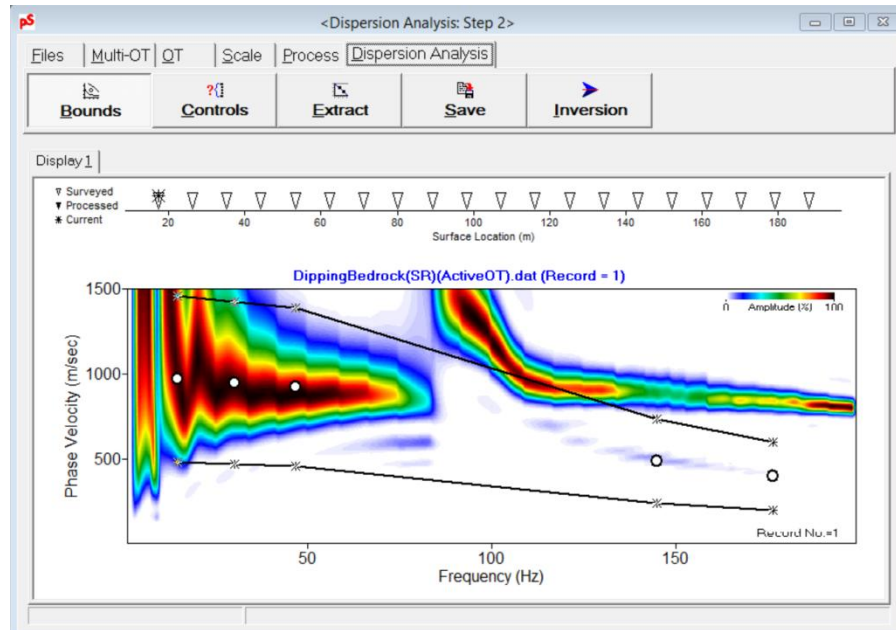 pS <Dispersion Analysis: Step 2>
Files Multi-OT OT Scale Process Dispersion Analysis
?{]
Bounds Controls Extract Save Inversion
Display 1
Surveyed
Processed
Current
20 40 60 80 100 120 140 160 180
Surface Location (m)
DippingBedrock(SR)(ActiveOT).dat (Record = 1)
1500
0 Amplitude (%) 100
1000
Phase Velocity (m/sec)
500
Record No.=1
50 100 150
Frequency (Hz)